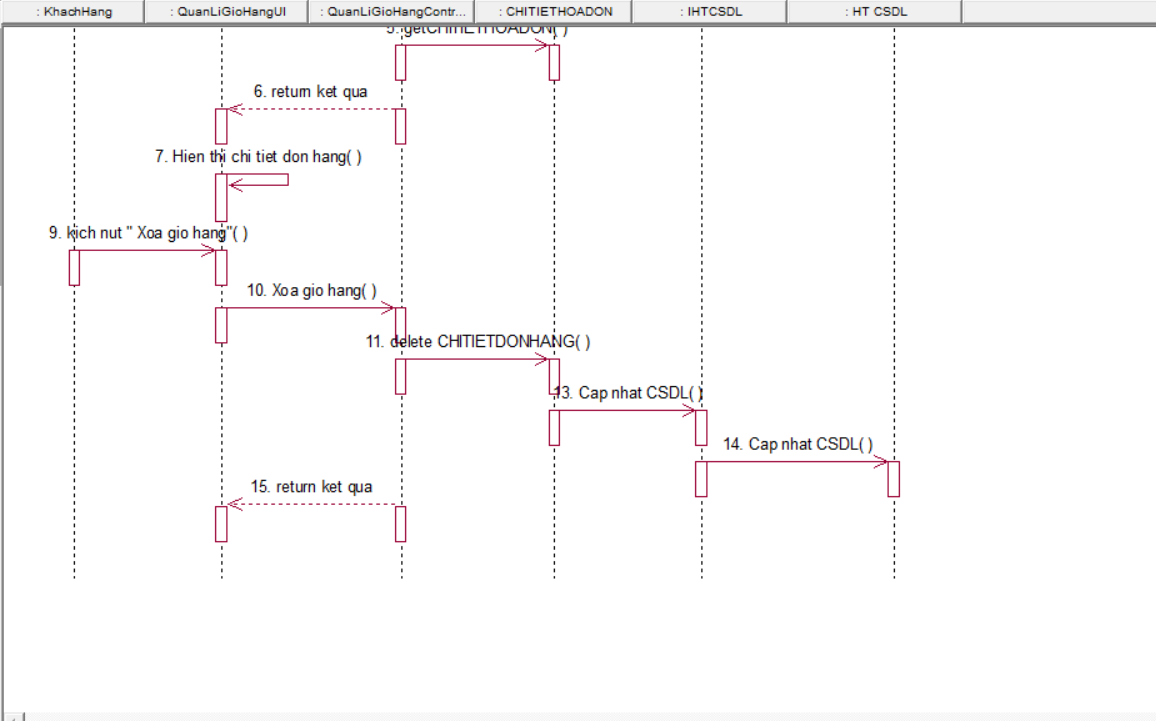 : KhachHang
: QuanLiGioHangUI
: QuanLiGioHangContr...
: CHITIETHOADON
: IHTCSDL
: HT CSDL
5. getCHITIETHOADON( )
6. return ket qua
7. Hien thi chi tiet don hang( )
9. kich nut " Xoa gio hang"( )
10. Xoa gio hang( )
11. delete CHITIETDONHANG( )
13. Cap nhat CSDL( )
14. Cap nhat CSDL( )
15. return ket qua